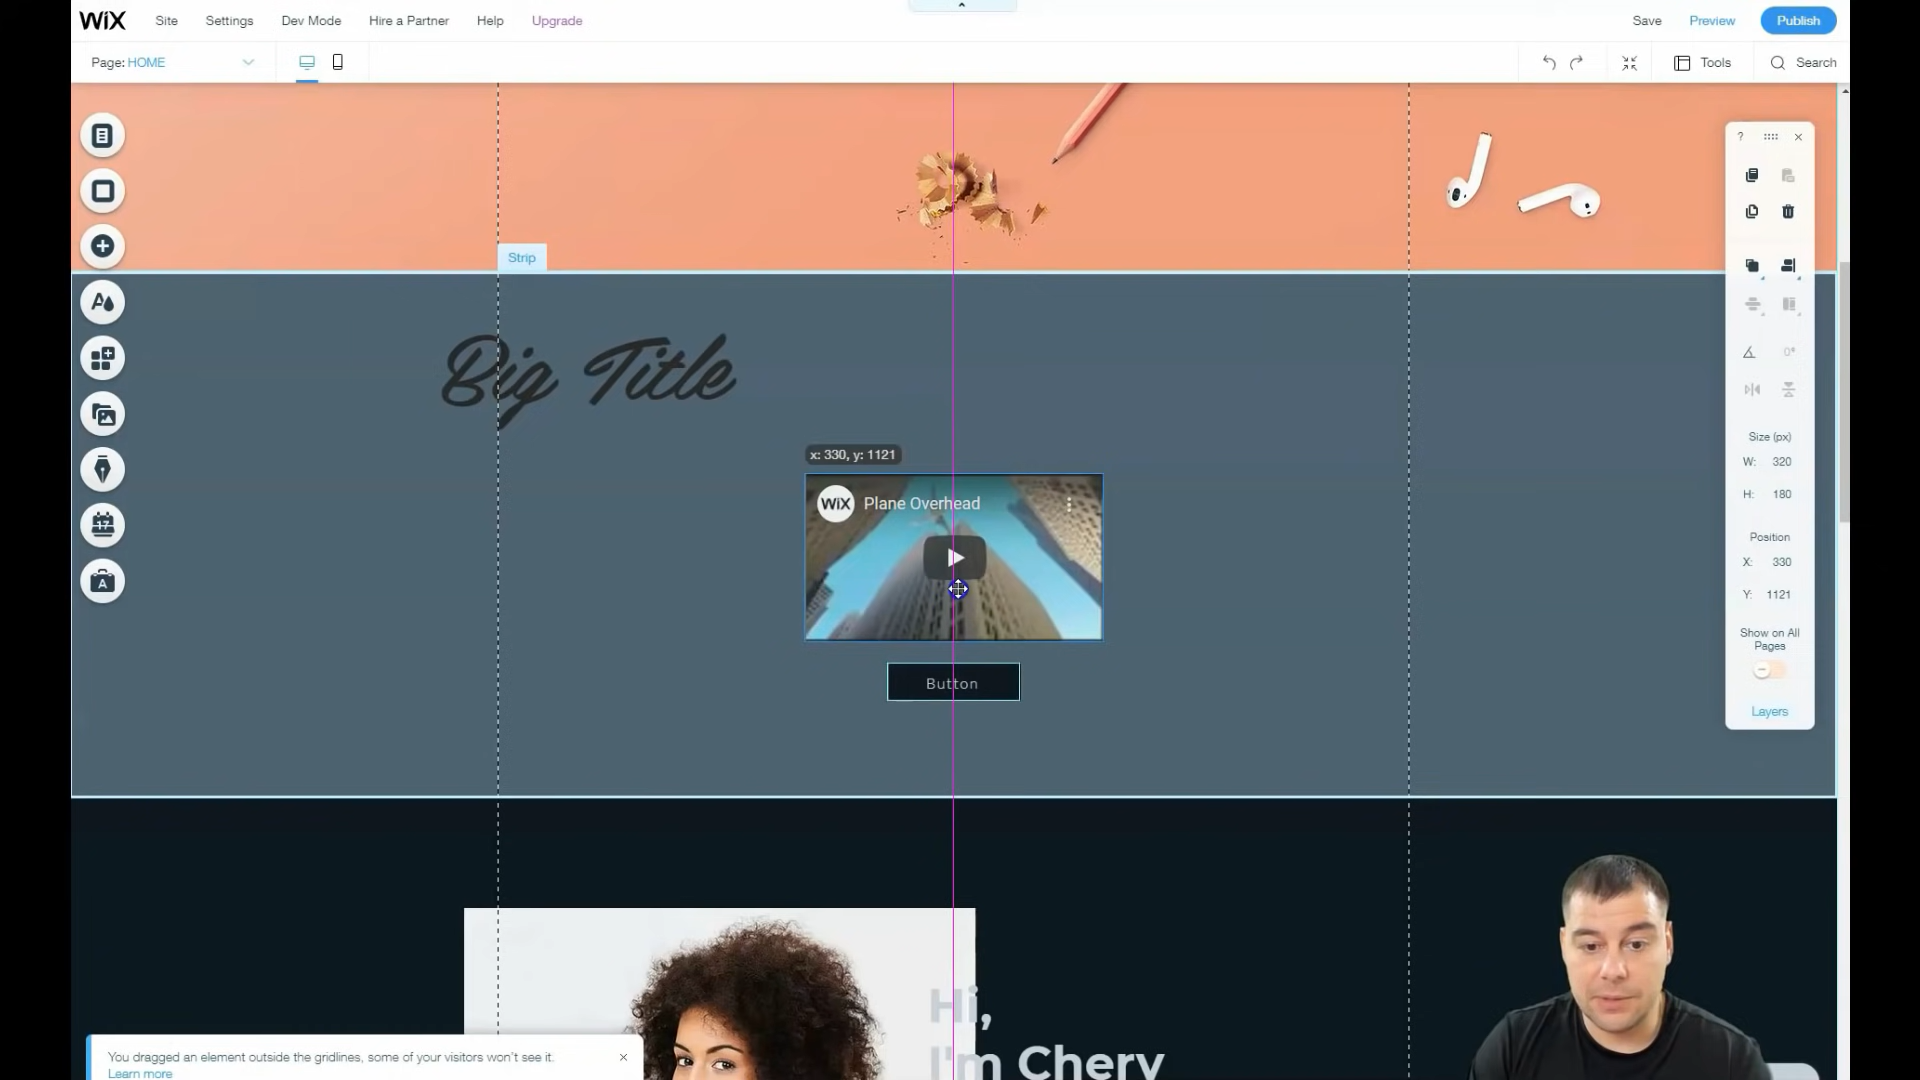 WiX Site Settings Dev Mode Hire a Partner Help Upgrade Save Preview Publish
Page: HOME Tools Search
Strip
Big Title
x: 330, y: 1121
WiX Plane Overhead
Button
Hi,
I'm Chery
You dragged an element outside the gridlines, some of your visitors won't see it.
Learn more
?
0°
Size (px)
W: 320
H: 180
Position
X: 330
Y: 1121
Show on All
Pages
Layers
A
17
A